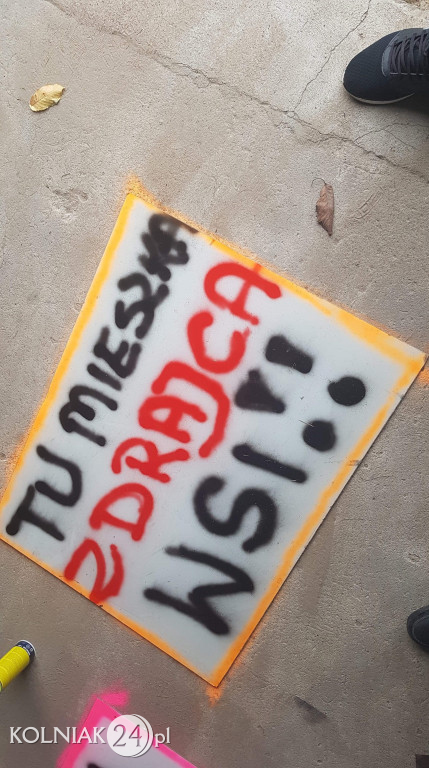 TU MIESZKA
ZDRAJCA
WSI!!
KOLNIAK24.pl